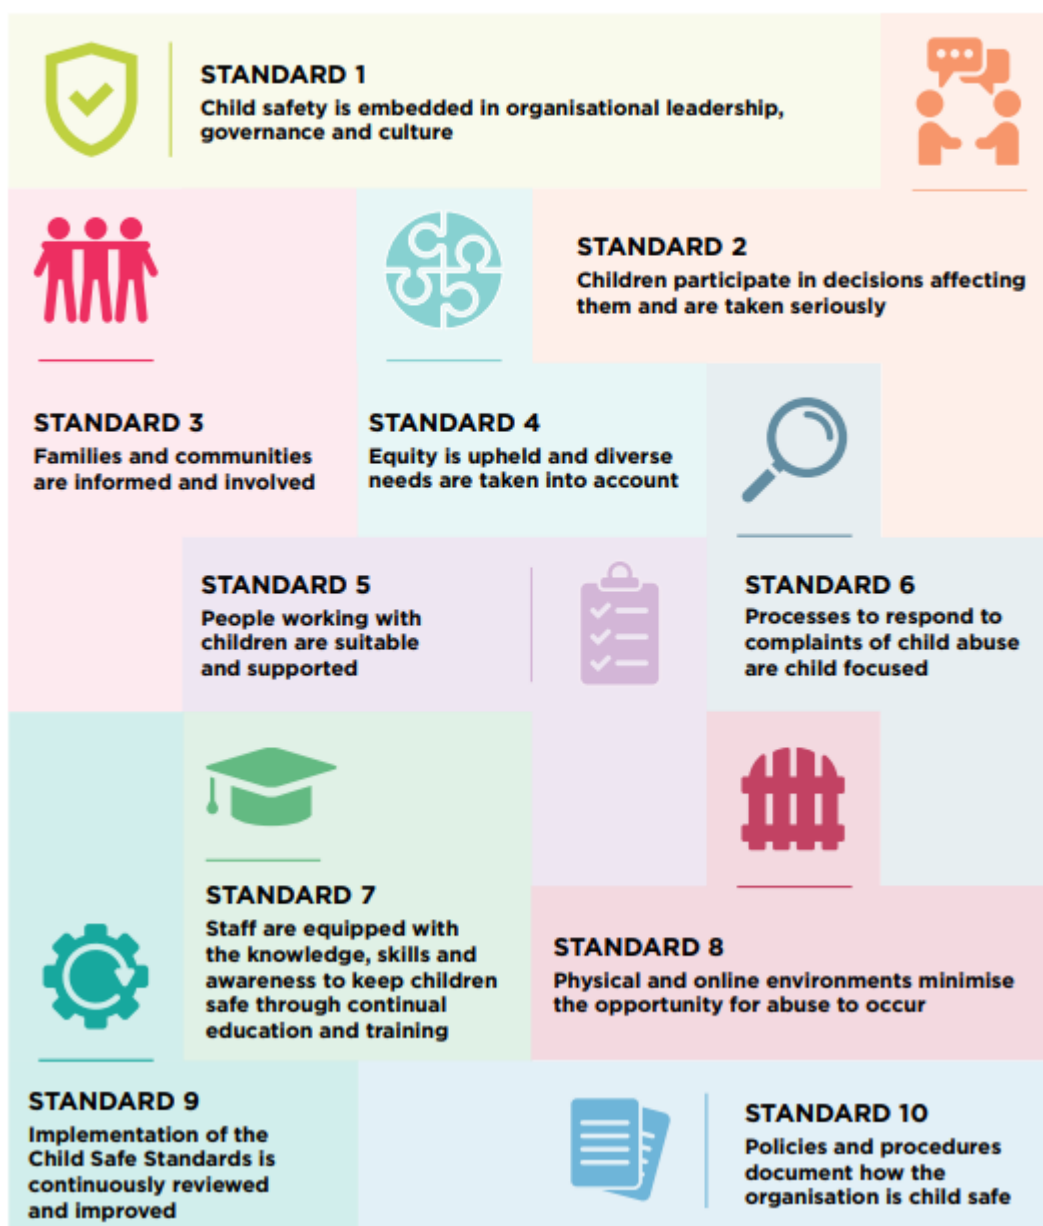 STANDARD 1
Child safety is embedded in organisational leadership,
governance and culture
STANDARD 2
Children participate in decisions affecting
them and are taken seriously
STANDARD 3
Families and communities
are informed and involved
STANDARD 4
Equity is upheld and diverse
needs are taken into account
STANDARD 5
People working with
children are suitable
and supported
STANDARD 6
Processes to respond to
complaints of child abuse
are child focused
STANDARD 7
Staff are equipped with
the knowledge, skills and
awareness to keep children
safe through continual
education and training
STANDARD 8
Physical and online environments minimise
the opportunity for abuse to occur
STANDARD 9
Implementation of the
Child Safe Standards is
continuously reviewed
and improved
STANDARD 10
Policies and procedures
document how the
organisation is child safe